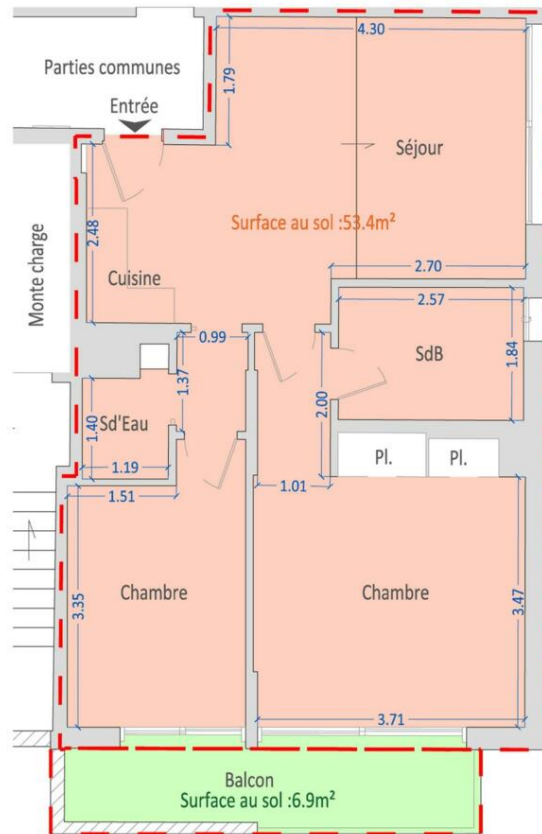 4.30
Parties communes
1.79
Entrée
Séjour
2.48
Surface au sol :53.4m²
Monte charge
Cuisine
2.70
2.57
0.99
SdB
1.84
1.37
2.00
1.40
Sd'Eau
1.19
Pl.
Pl.
1.51
1.01
Chambre
Chambre
3.35
3.47
3.71
Balcon
Surface au sol :6.9m²